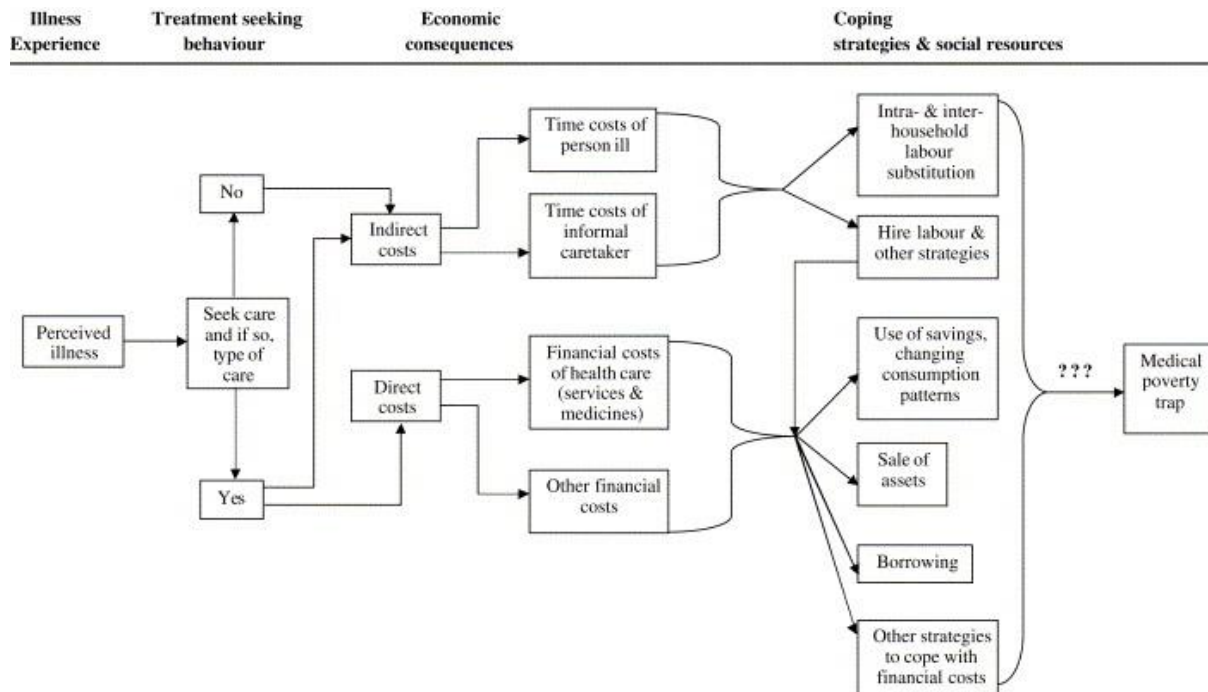 Illness
Experience
Treatment seeking
behaviour
Economic
consequences
Coping
strategies & social resources
Perceived
illness
No
Seek care
and if so,
type of
care
Yes
Indirect
costs
Direct
costs
Time costs of
person ill
Time costs of
informal
caretaker
Financial costs
of health care
(services &
medicines)
Other financial
costs
Intra- & inter-
household
labour
substitution
Hire labour &
other strategies
Use of savings,
changing
consumption
patterns
Sale of
assets
Borrowing
Other strategies
to cope with
financial costs
???
Medical
poverty
trap